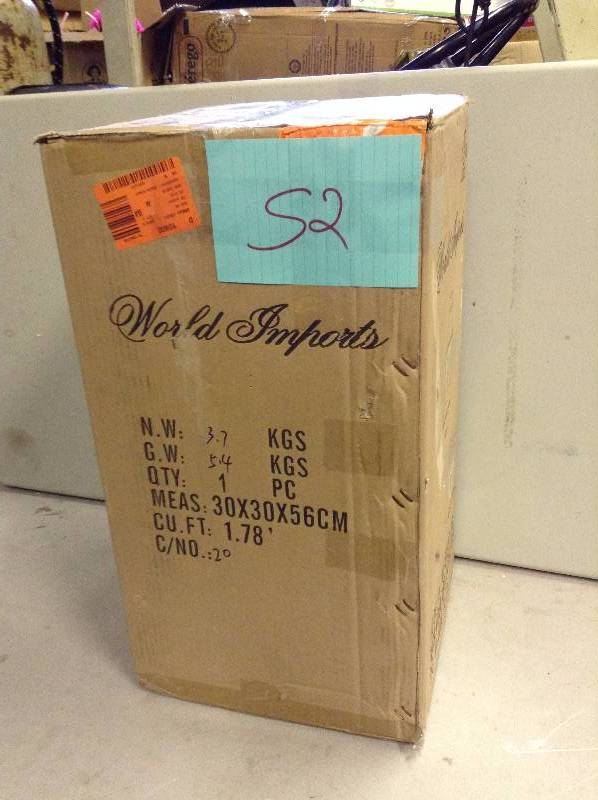 Perego
S2
World Imports
N.W: 3.7 KGS
G.W: 5.4 KGS
QTY: 1 PC
MEAS: 30X30X56CM
CU.FT: 1.78'
C/NO.: 20